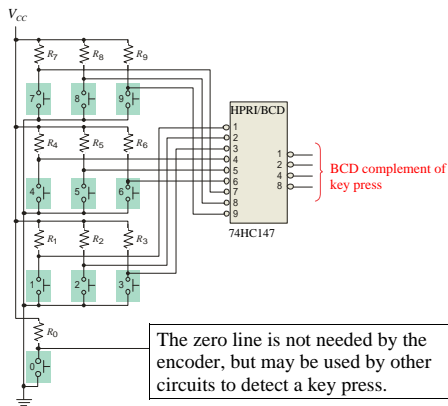 VCC
R7 R8 R9
7 8 9
HPRI/BCD
R4 R5 R6
1
2
3
4
5
6
7
8
9
1
2
4
8
BCD complement of
key press
4 5 6
74HC147
R1 R2 R3
1 2 3
R0
0
The zero line is not needed by the
encoder, but may be used by other
circuits to detect a key press.